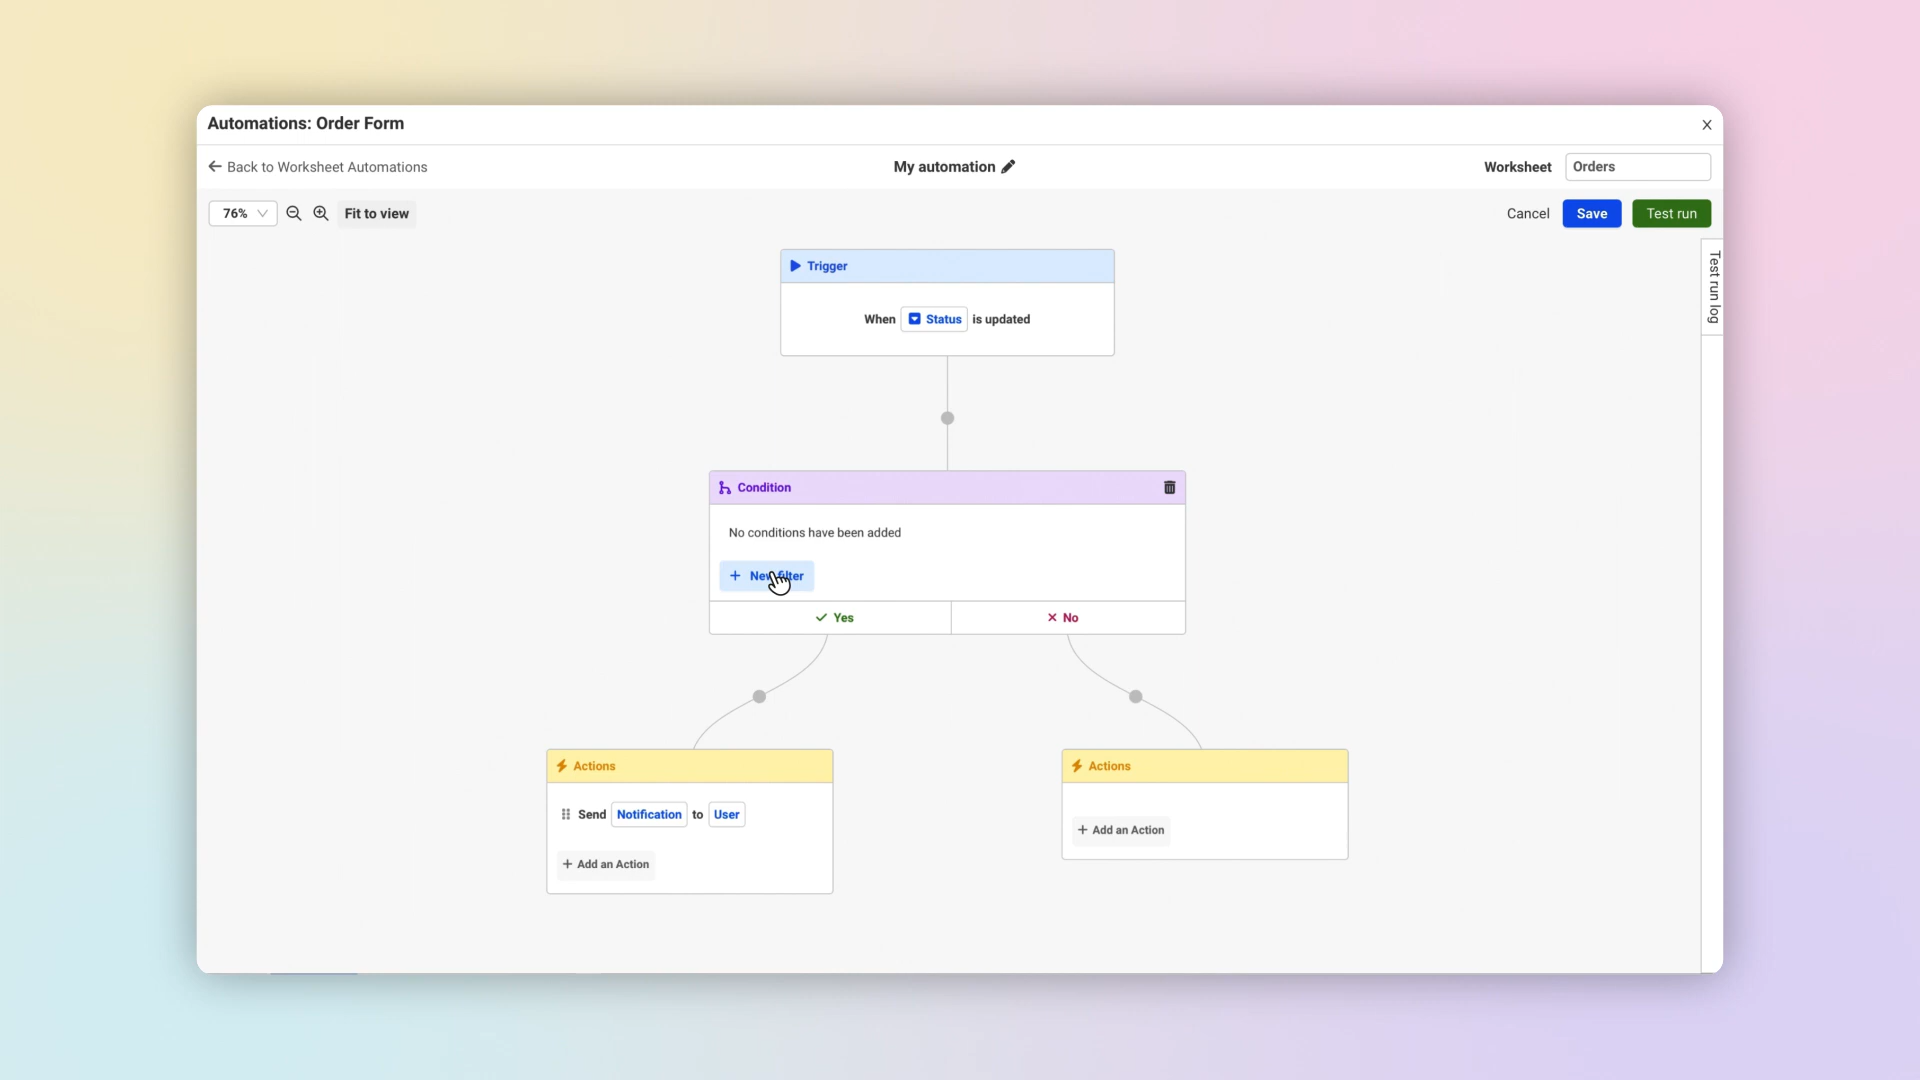 Automations: Order Form
Back to Worksheet Automations
My automation
Worksheet
Orders
76%
Fit to view
Cancel
Save
Test run
Test run log
Trigger
When Status is updated
Condition
No conditions have been added
+ New filter
Yes
No
Actions
Send Notification to User
+ Add an Action
Actions
+ Add an Action